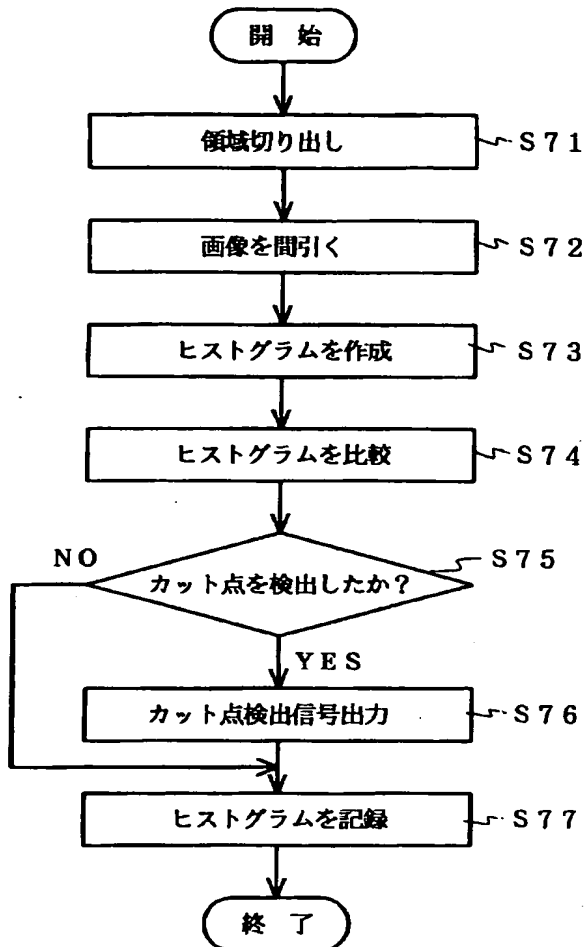 開 始
領域切り出し S71
画像を間引く S72
ヒストグラムを作成 S73
ヒストグラムを比較 S74
NO
カット点を検出したか? S75
YES
カット点検出信号出力 S76
ヒストグラムを記録 S77
終 了